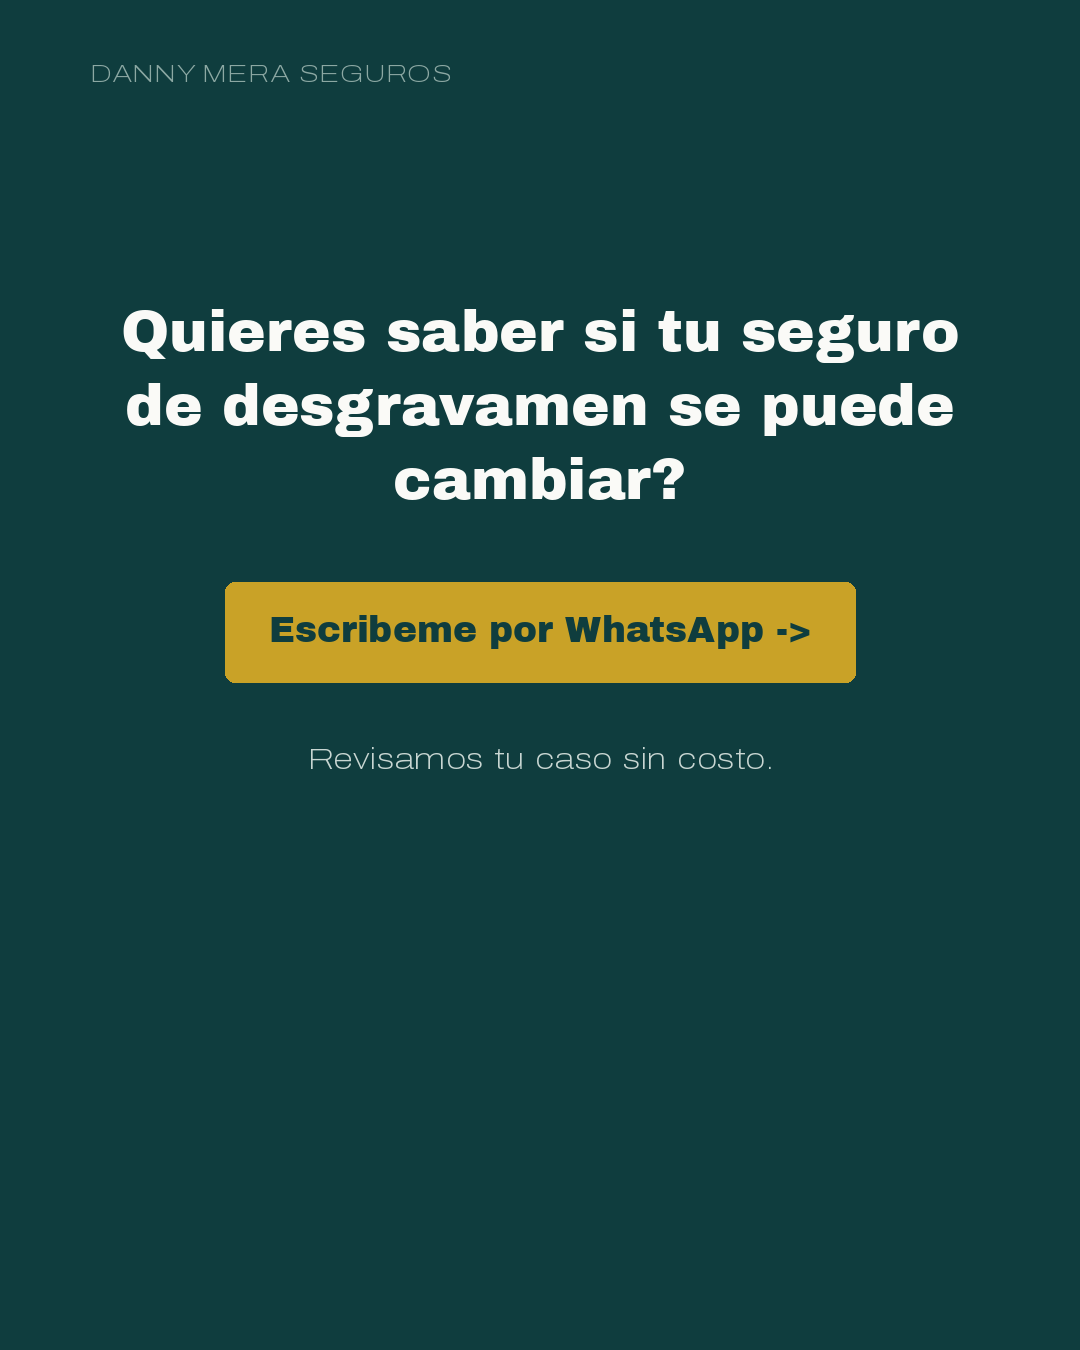 DANNY MERA SEGUROS
Quieres saber si tu seguro
de desgravamen se puede
cambiar?
Escribeme por WhatsApp ->
Revisamos tu caso sin costo.